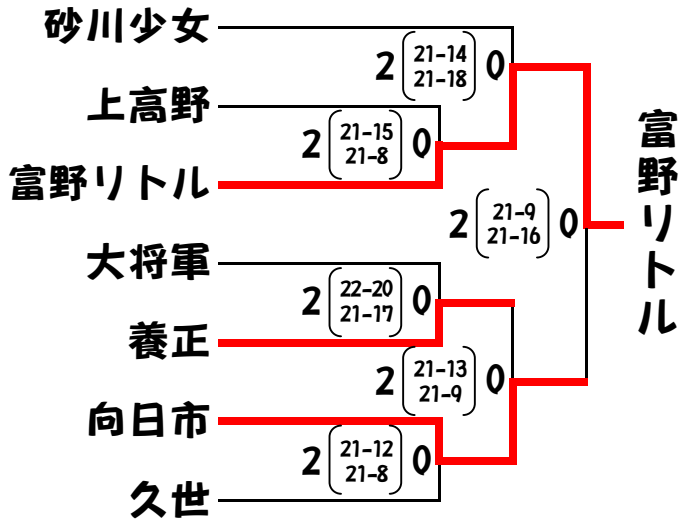 砂川少女
2 21-14 0
21-18
上高野
2 21-15 0
21-8
富野リトル
富野リトル
2 21-9 0
21-16
大将軍
2 22-20 0
21-17
養正
2 21-13 0
21-9
向日市
2 21-12 0
21-8
久世